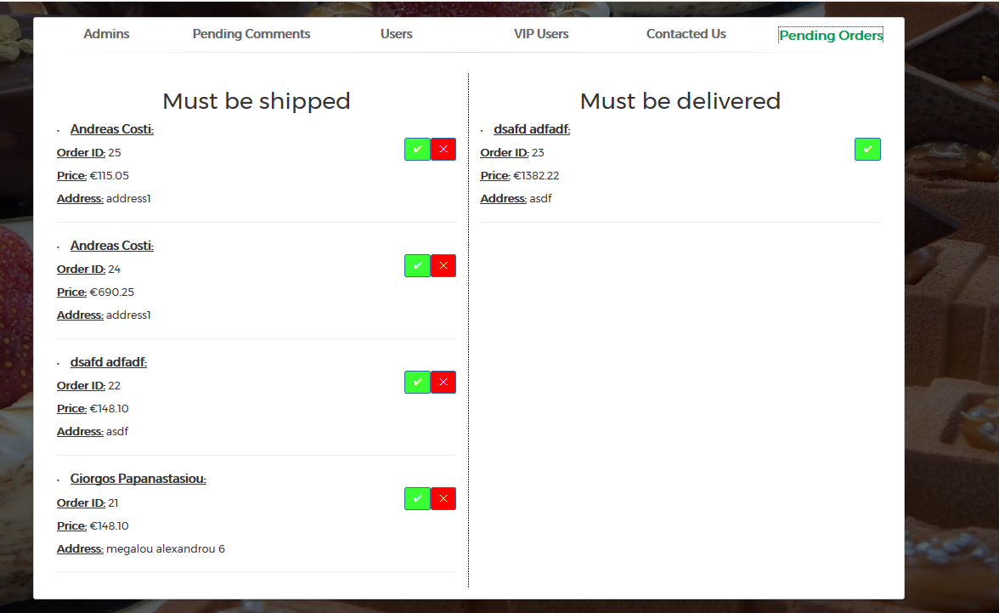 Admins Pending Comments Users VIP Users Contacted Us Pending Orders
Must be shipped
· Andreas Costi:
Order ID: 25
Price: €115.05
Address: address1
· Andreas Costi:
Order ID: 24
Price: €690.25
Address: address1
· dsafd adfadf:
Order ID: 22
Price: €148.10
Address: asdf
· Giorgos Papanastasiou:
Order ID: 21
Price: €148.10
Address: megalou alexandrou 6
Must be delivered
· dsafd adfadf:
Order ID: 23
Price: €1382.22
Address: asdf